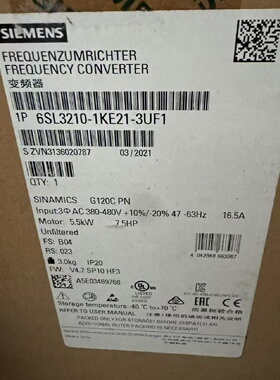 SIEMENS
FREQUENZUMRICHTER
FREQUENCY CONVERTER
变频器
1P 6SL3210-1KE21-3UF1
S ZVN3136020787 03/2021
QTY: 1
SINAMICS G120C PN
Input:3Φ AC 380-480V +10%/-20% 47 -63Hz 16.5A
Motor: 5.5kW 7.5HP
Unfiltered
FS: B04
RS: 023
3.0kg IP20
FW: V4.7 SP10 HF3
A5E03469768
Storage temperature: -40 °C to +70° C
REFER TO USER MANUAL